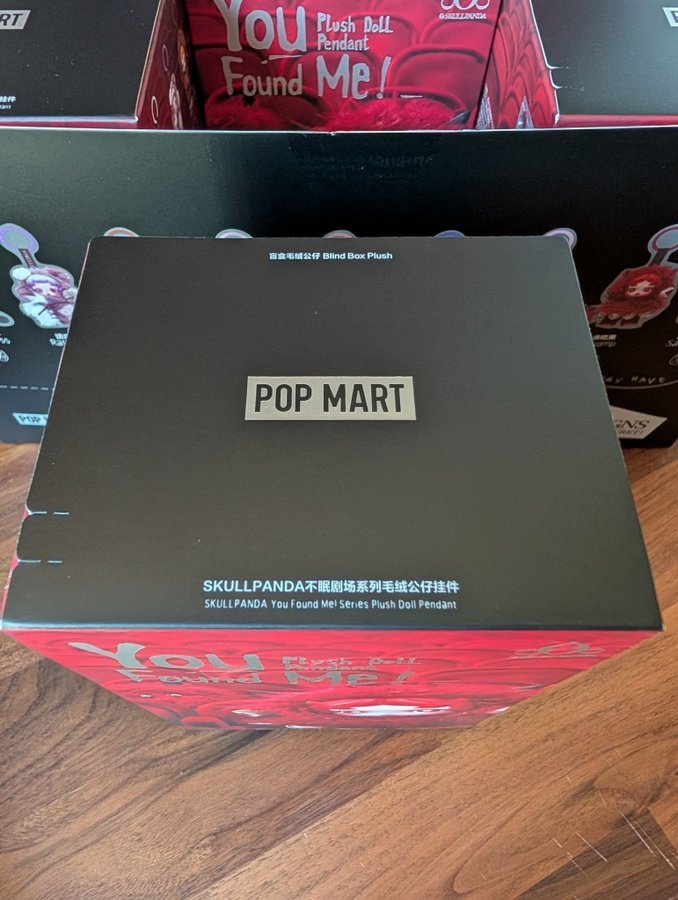 You Plush Doll
Pendant
Found Me!
SKULLPANDA
盲盒毛绒公仔 Blind Box Plush
POP MART
SKULLPANDA不眠剧场系列毛绒公仔挂件
SKULLPANDA You Found Me! Series Plush Doll Pendant
You Plush Doll
Pendant
Found Me!